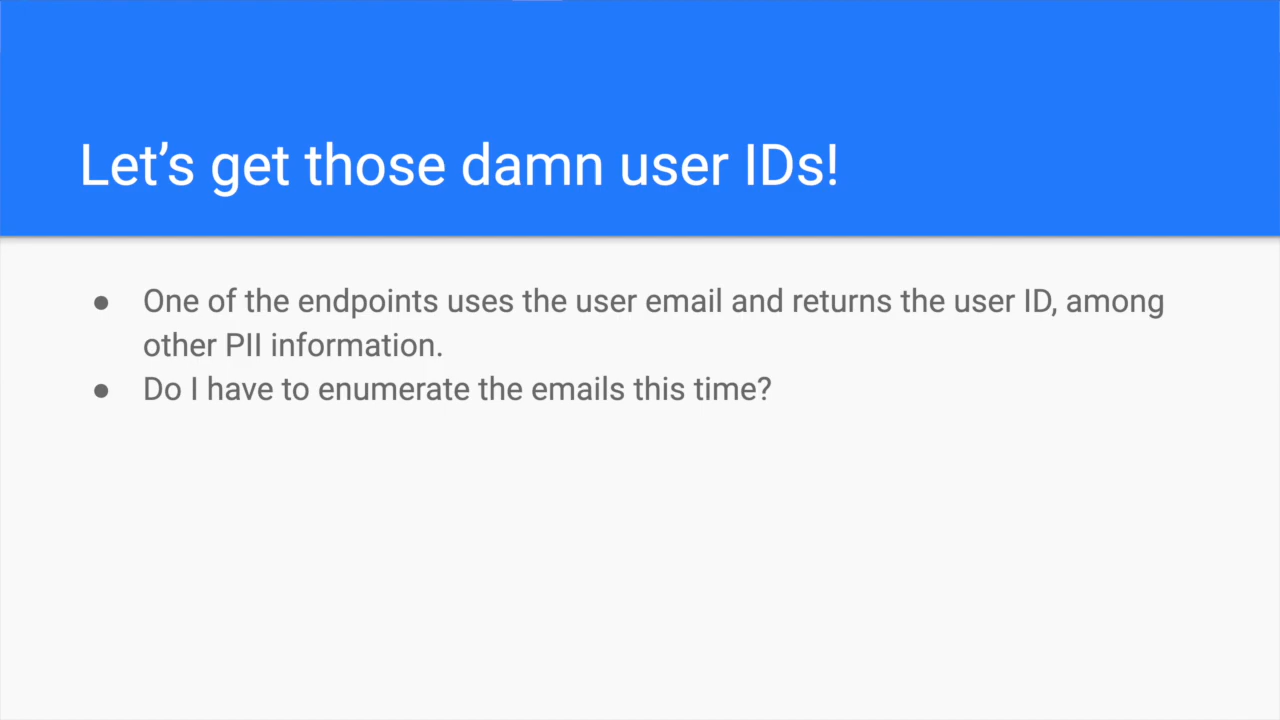 Let’s get those damn user IDs!
● One of the endpoints uses the user email and returns the user ID, among
other PII information.
● Do I have to enumerate the emails this time?